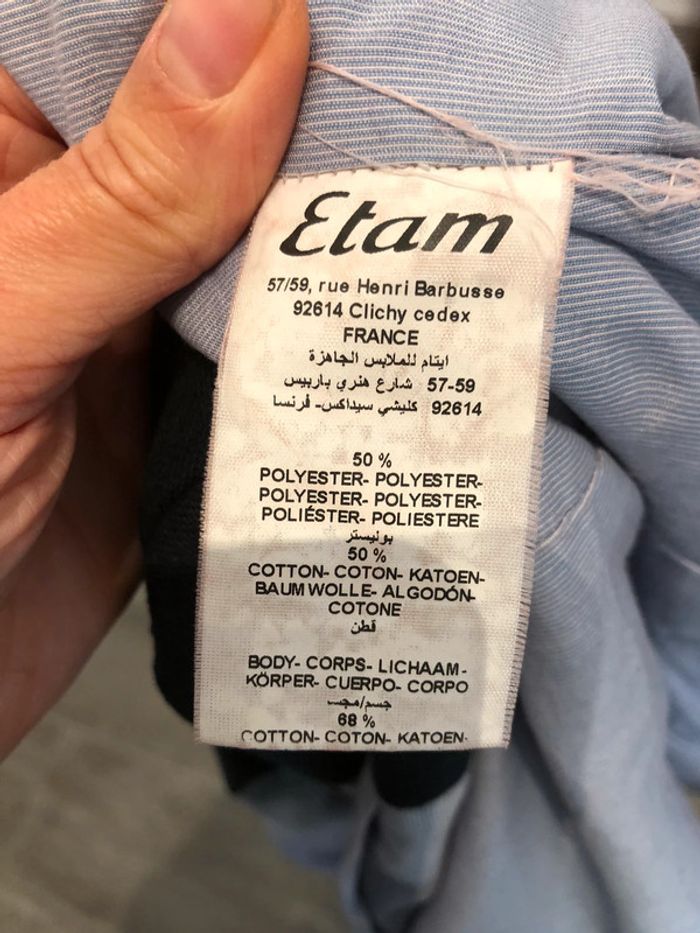 Etam
57/59, rue Henri Barbusse
92614 Clichy cedex
FRANCE
ايتام للملابس الجاهزة
57-59 شارع هنري باربيس
92614 كليشي سيداكس- فرنسا
50 %
POLYESTER- POLYESTER-
POLYESTER- POLYESTER-
POLIÉSTER- POLIESTERE
بوليستر
50 %
COTTON- COTON- KATOEN-
BAUMWOLLE- ALGODÓN-
COTONE
قطن
BODY- CORPS- LICHAAM-
KÖRPER- CUERPO- CORPO
جسم/مجسـ
68 %
COTTON- COTON- KATOEN-